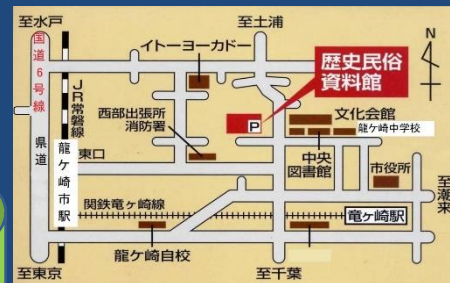 至水戸
至土浦
国道6号線
イトーヨーカドー
歴史民俗
資料館
N
JR常磐線
西部出張所
消防署
P
文化会館
龍ケ崎中学校
県道
龍ケ崎市駅
東口
中央
図書館
市役所
至潮来
関鉄竜ヶ崎線
竜ヶ崎駅
龍ケ崎自校
至東京
至千葉